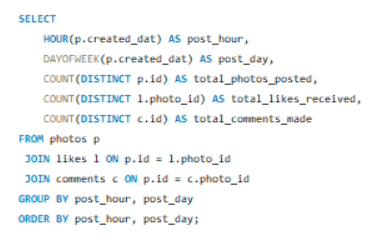 SELECT
HOUR(p.created_dat) AS post_hour,
DAYOFWEEK(p.created_dat) AS post_day,
COUNT(DISTINCT p.id) AS total_photos_posted,
COUNT(DISTINCT l.photo_id) AS total_likes_received,
COUNT(DISTINCT c.id) AS total_comments_made
FROM photos p
JOIN likes l ON p.id = l.photo_id
JOIN comments c ON p.id = c.photo_id
GROUP BY post_hour, post_day
ORDER BY post_hour, post_day;